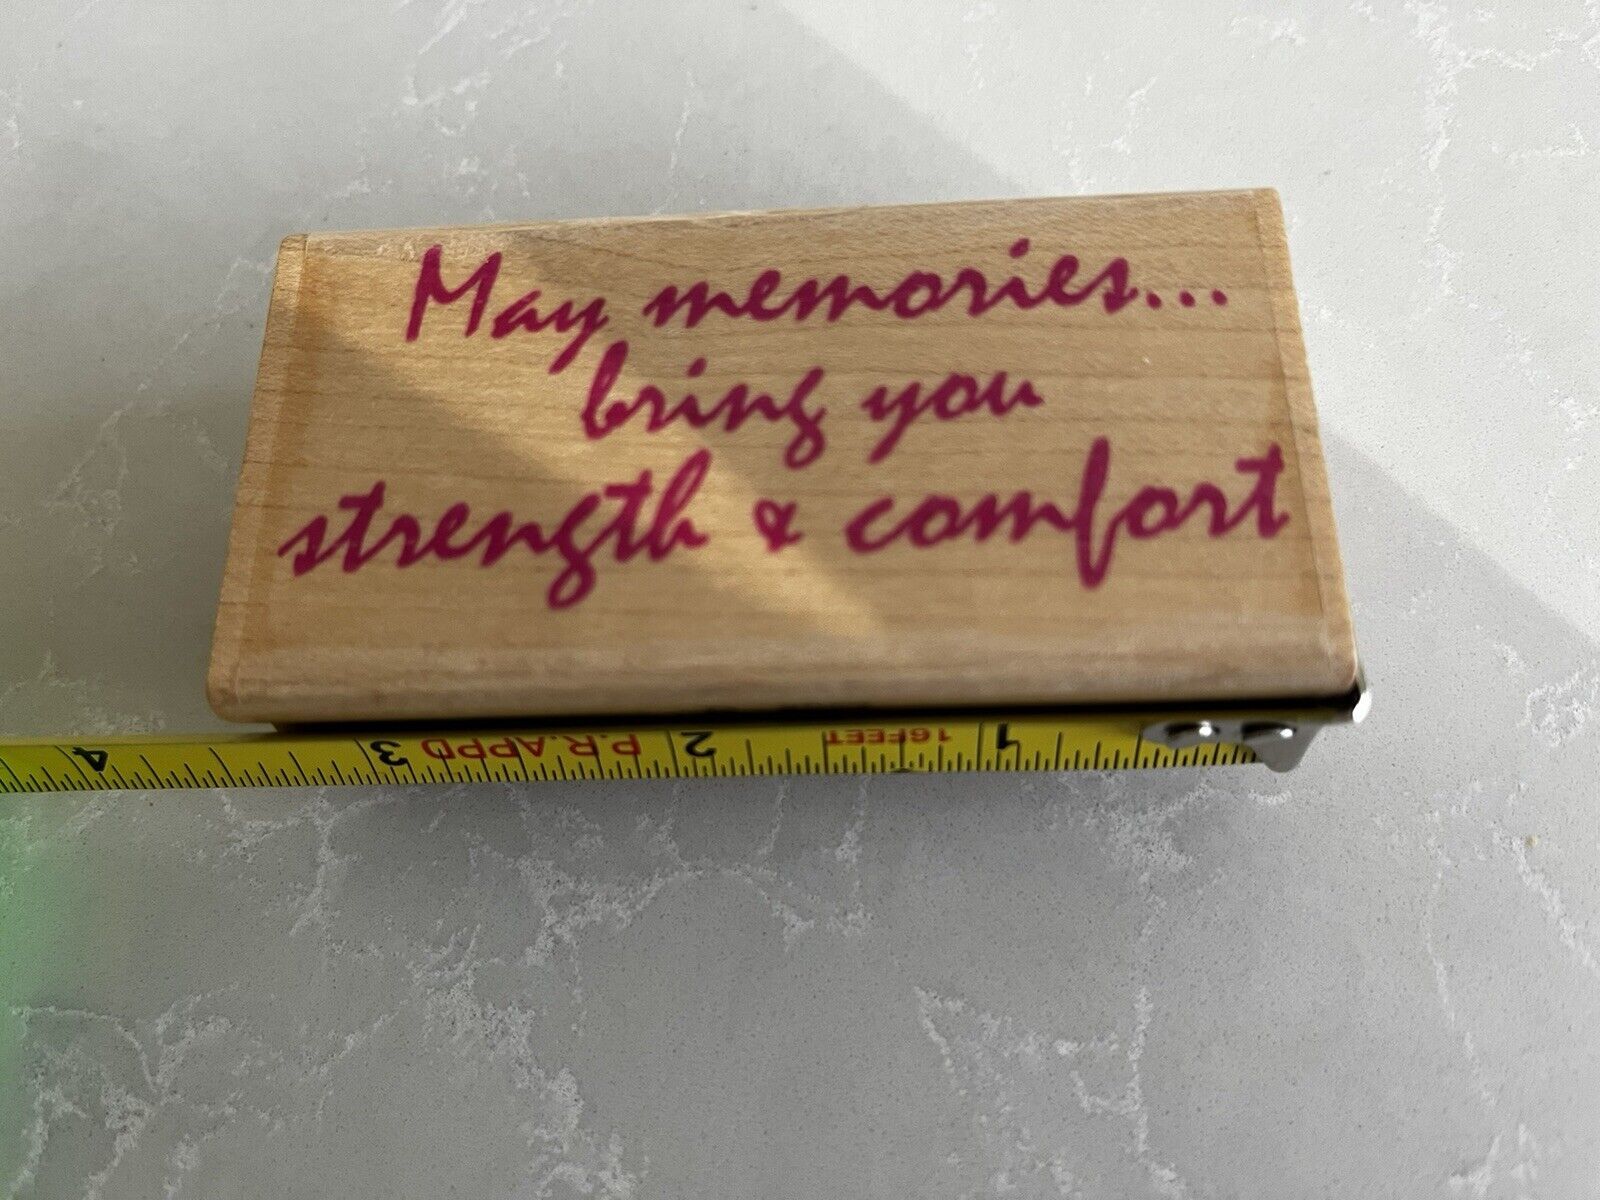 May memories...
bring you
strength & comfort
4 3 P.R.APPD 2 16FEET 1